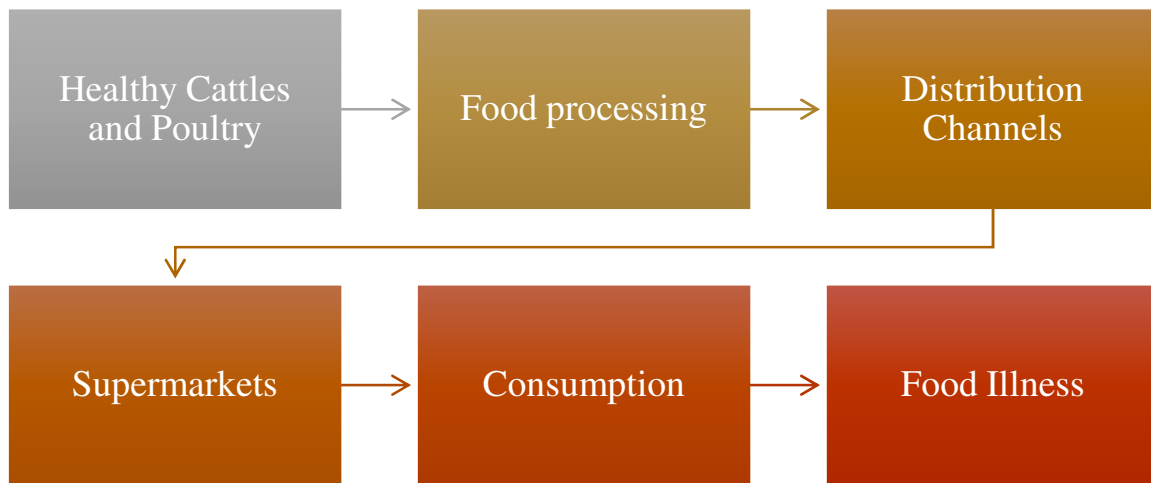 Healthy Cattles
and Poultry
Food processing
Distribution
Channels
Supermarkets
Consumption
Food Illness